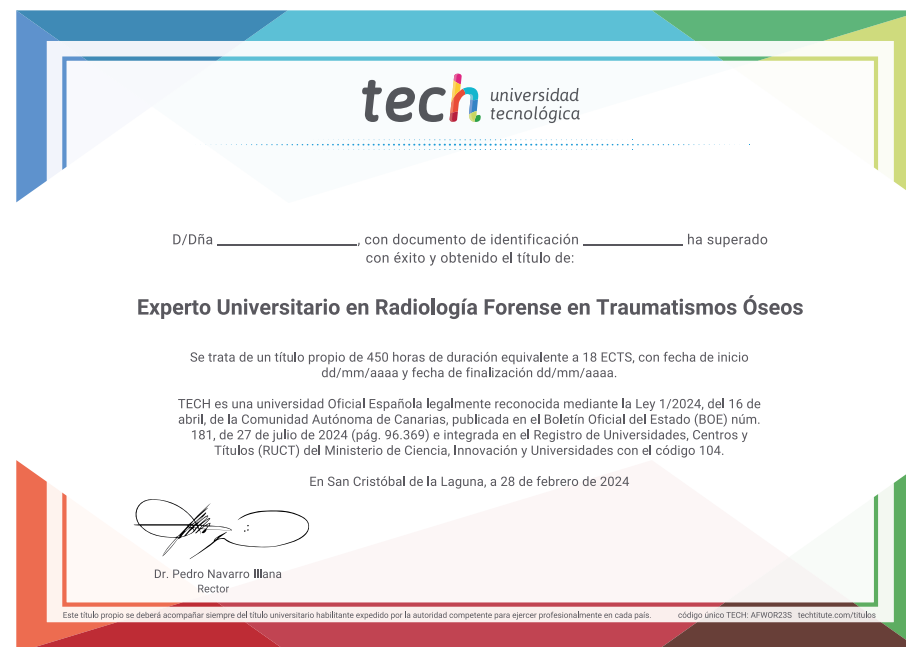 tech universidad
tecnológica
D/Dña ____________________, con documento de identificación ______________ ha superado
con éxito y obtenido el título de:
Experto Universitario en Radiología Forense en Traumatismos Óseos
Se trata de un título propio de 450 horas de duración equivalente a 18 ECTS, con fecha de inicio
dd/mm/aaaa y fecha de finalización dd/mm/aaaa.
TECH es una universidad Oficial Española legalmente reconocida mediante la Ley 1/2024, del 16 de
abril, de la Comunidad Autónoma de Canarias, publicada en el Boletín Oficial del Estado (BOE) núm.
181, de 27 de julio de 2024 (pág. 96.369) e integrada en el Registro de Universidades, Centros y
Títulos (RUCT) del Ministerio de Ciencia, Innovación y Universidades con el código 104.
En San Cristóbal de la Laguna, a 28 de febrero de 2024
Dr. Pedro Navarro Illana
Rector
Este título propio se deberá acompañar siempre del título universitario habilitante expedido por la autoridad competente para ejercer profesionalmente en cada país. código único TECH: AFWOR23S techtitute.com/titulos